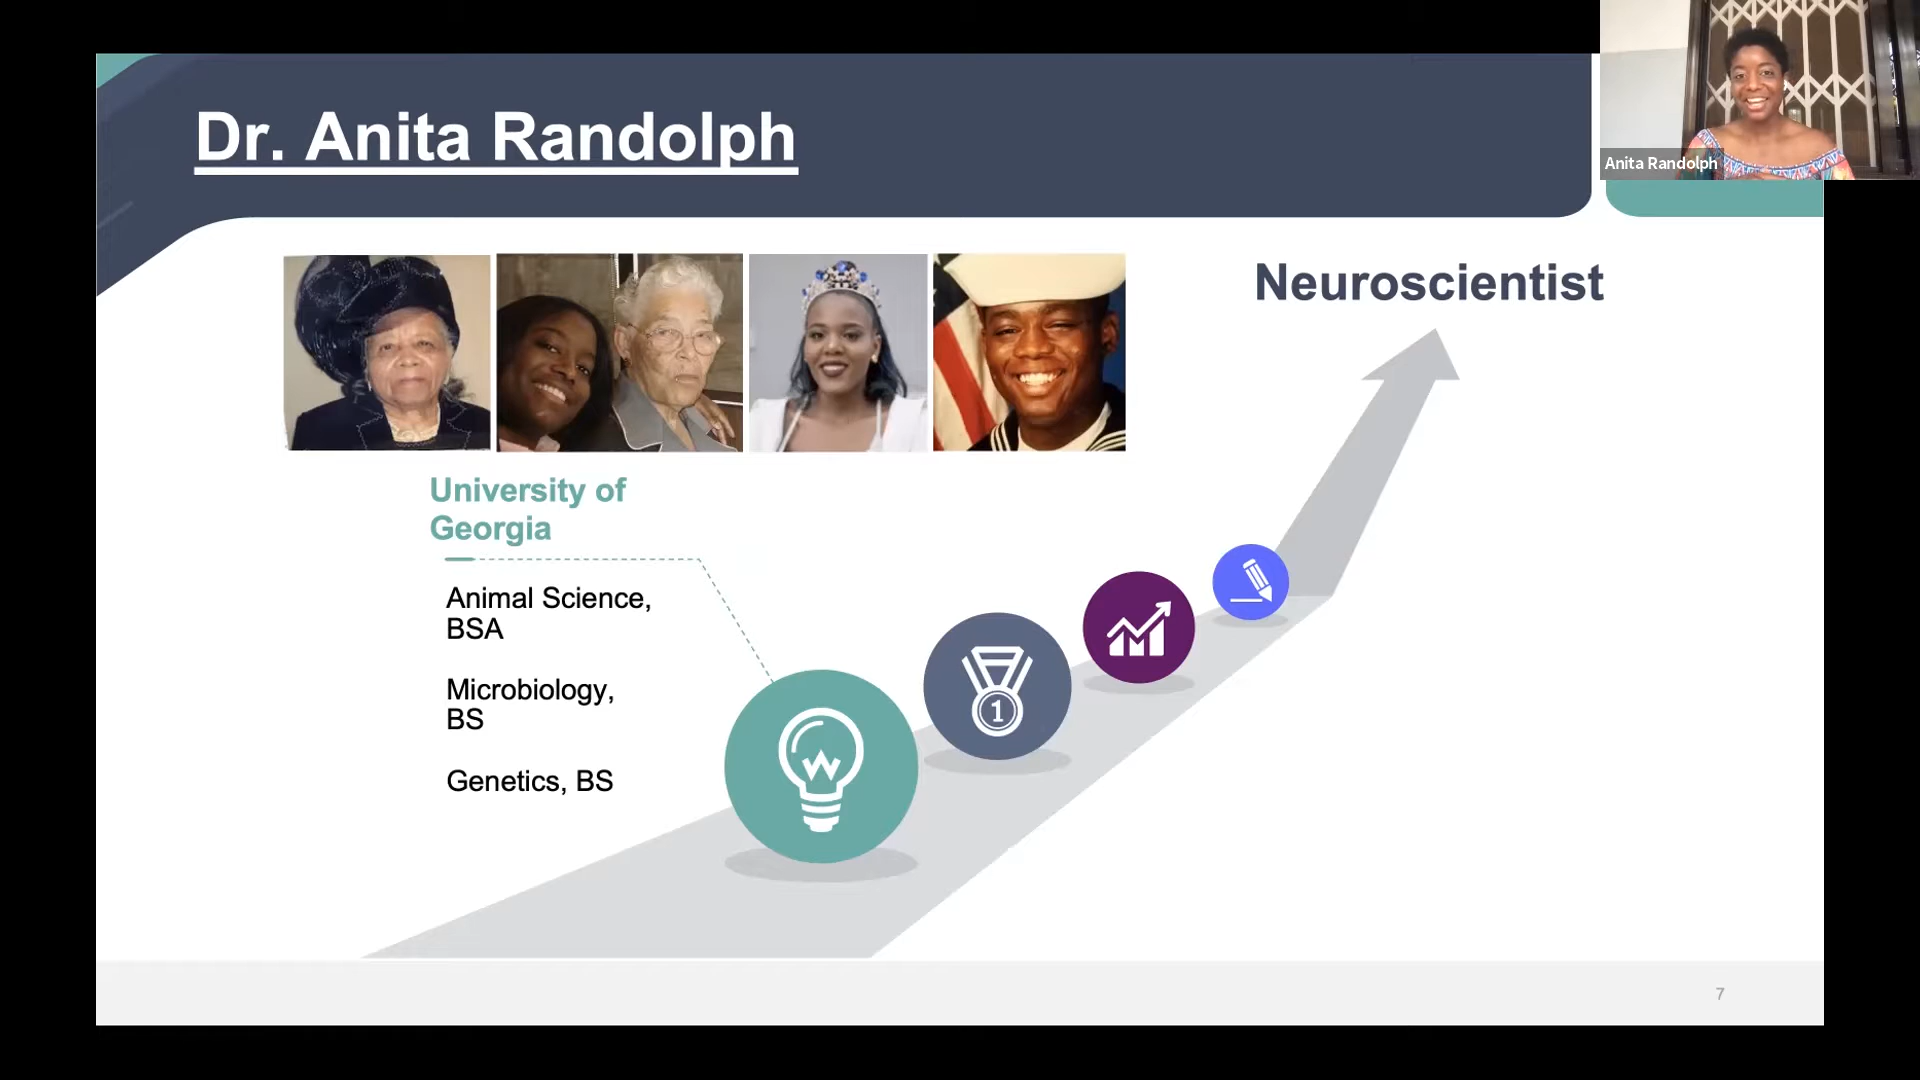 Dr. Anita Randolph
Anita Randolph
Neuroscientist
University of
Georgia
Animal Science,
BSA
Microbiology,
BS
Genetics, BS
1
7